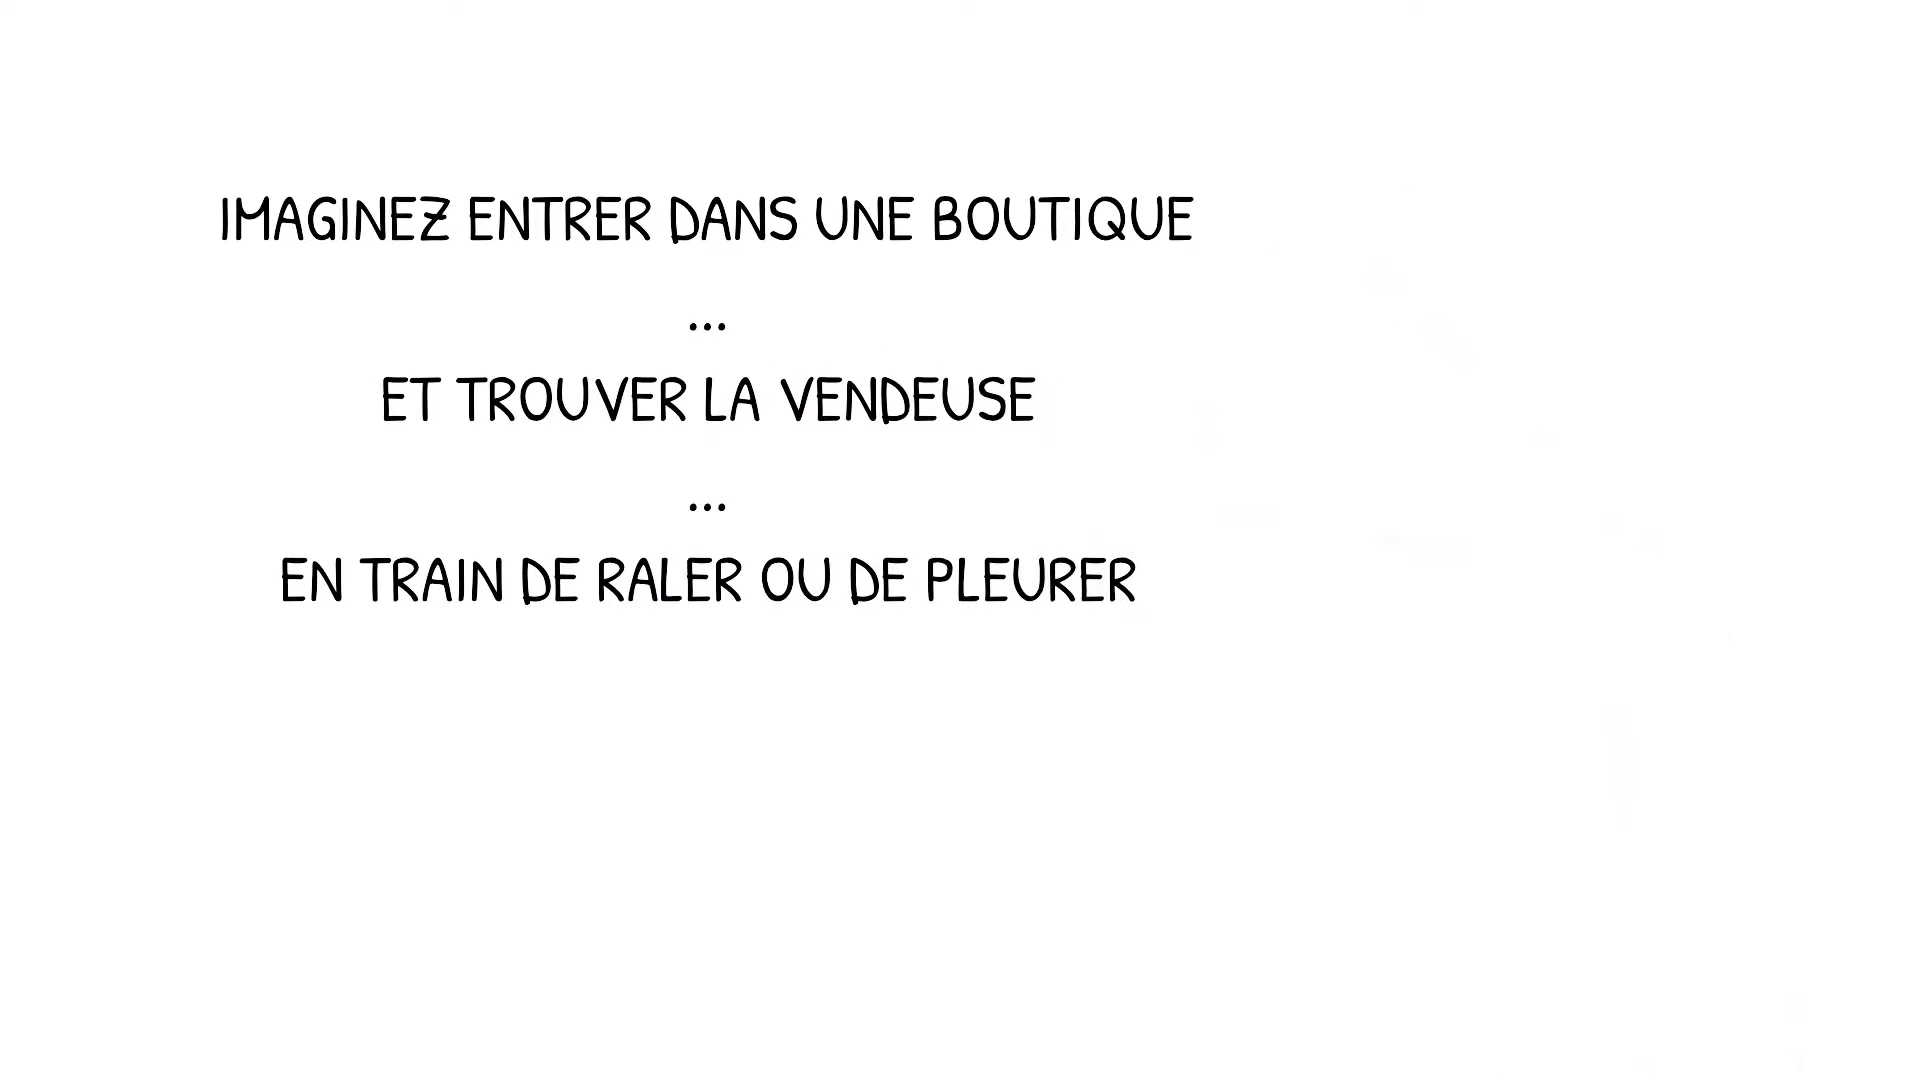 IMAGINEZ ENTRER DANS UNE BOUTIQUE
...
ET TROUVER LA VENDEUSE
...
EN TRAIN DE RALER OU DE PLEURER